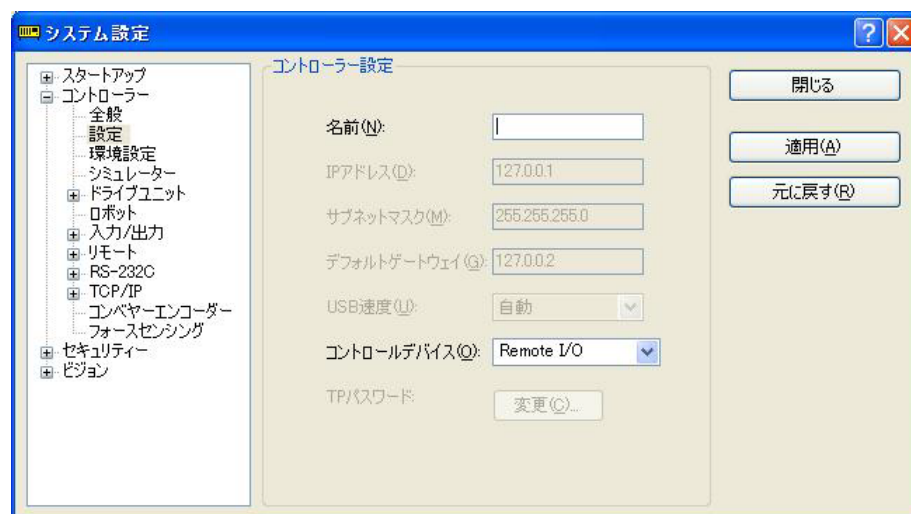 システム設定
スタートアップ
コントローラー
全般
設定
環境設定
シミュレーター
ドライブユニット
ロボット
入力/出力
リモート
RS-232C
TCP/IP
コンベヤーエンコーダー
フォースセンシング
セキュリティー
ビジョン
コントローラー設定
名前(N):
IPアドレス(D): 127.0.0.1
サブネットマスク(M): 255.255.255.0
デフォルトゲートウェイ(G): 127.0.0.2
USB速度(U): 自動
コントロールデバイス(O): Remote I/O
TPパスワード: 変更(C)...
閉じる
適用(A)
元に戻す(R)